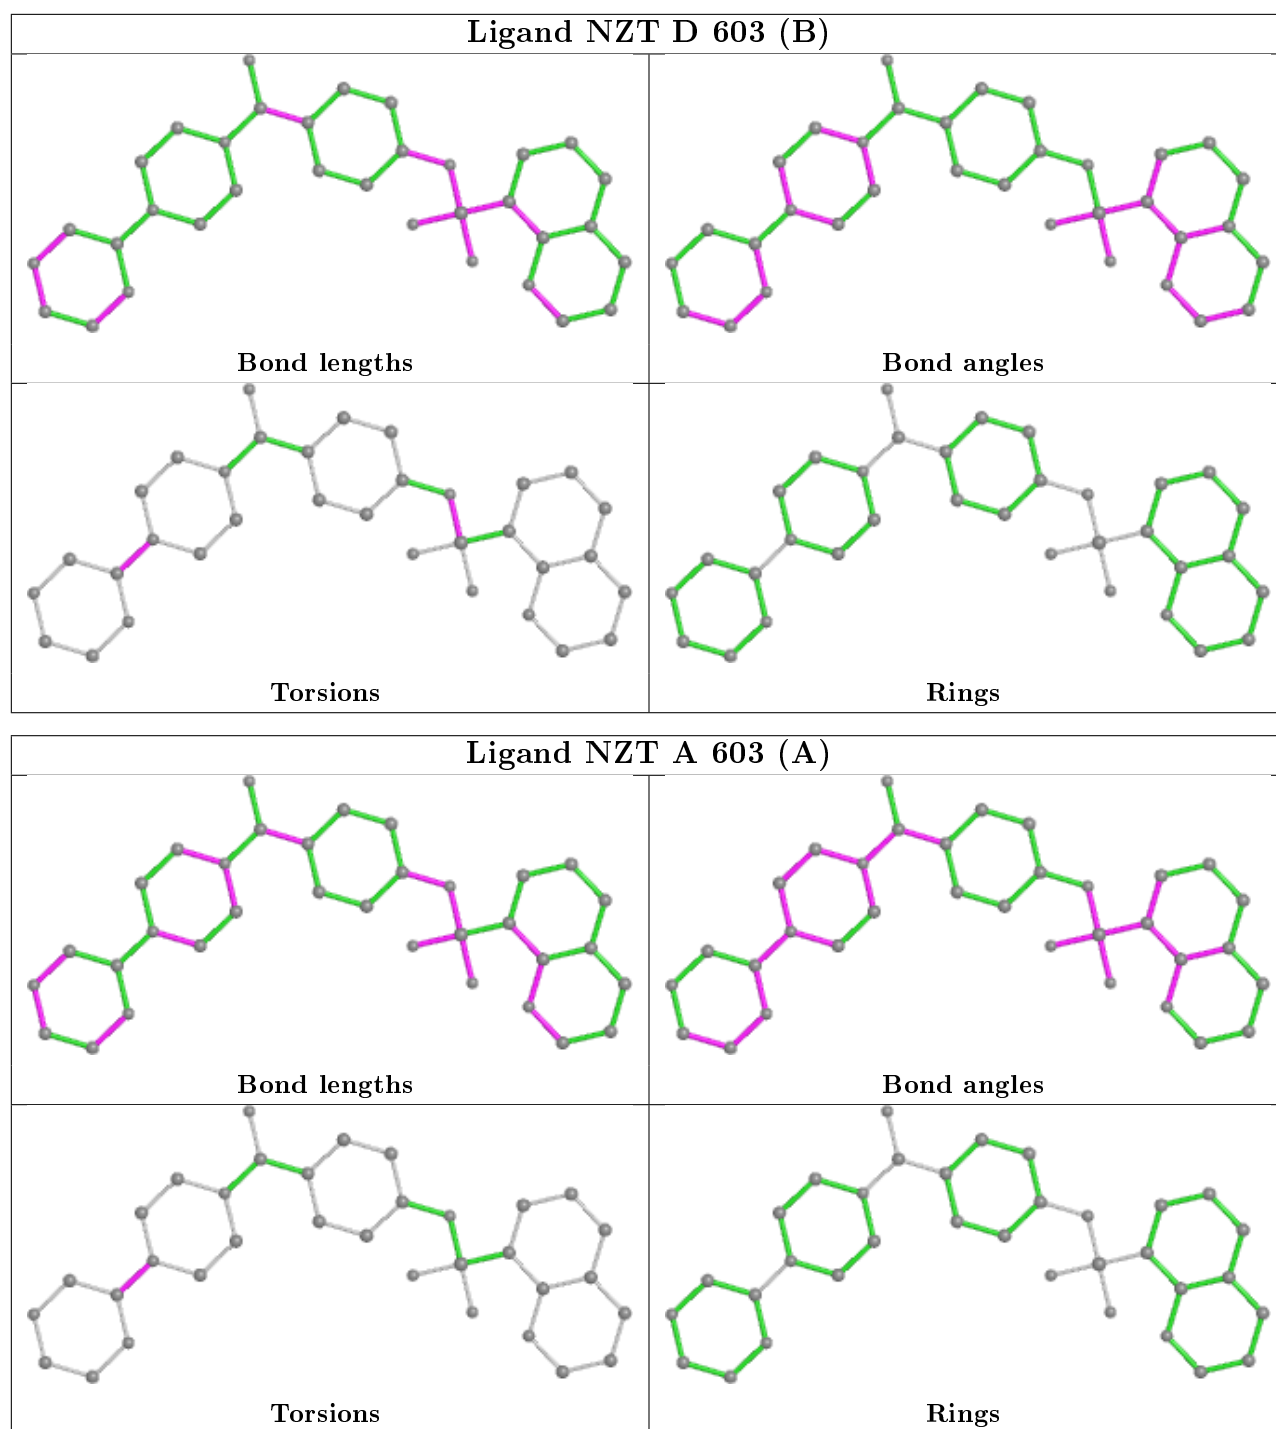 Ligand NZT D 603 (B)
Bond lengths
Bond angles
Torsions
Rings
Ligand NZT A 603 (A)
Bond lengths
Bond angles
Torsions
Rings